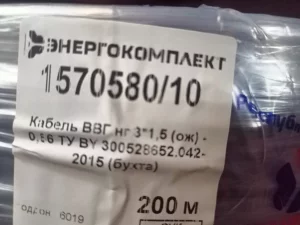 ЭНЕРГОКОМПЛЕКТ
1570580/10
Кабель ВВГ нг 3*1,5 (ож) -
0,66 ТУ BY 300528652.042-
2015 (бухта)
6019
200 М